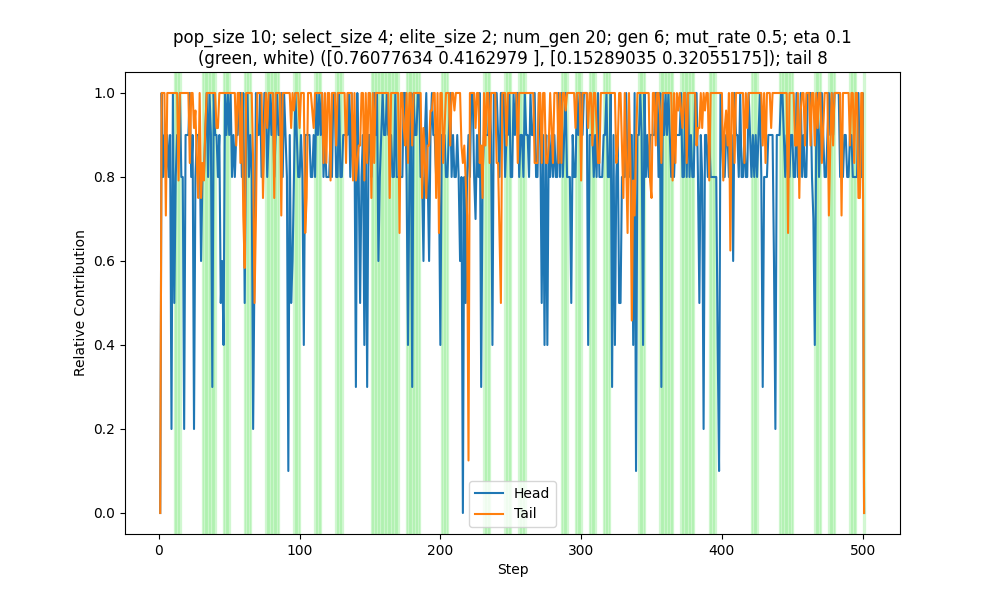 pop_size 10; select_size 4; elite_size 2; num_gen 20; gen 6; mut_rate 0.5; eta 0.1
(green, white) ([0.76077634 0.4162979 ], [0.15289035 0.32055175]); tail 8
1.0
0.8
0.6
0.4
0.2
0.0
Relative Contribution
Head
Tail
0
100
200
300
400
500
Step